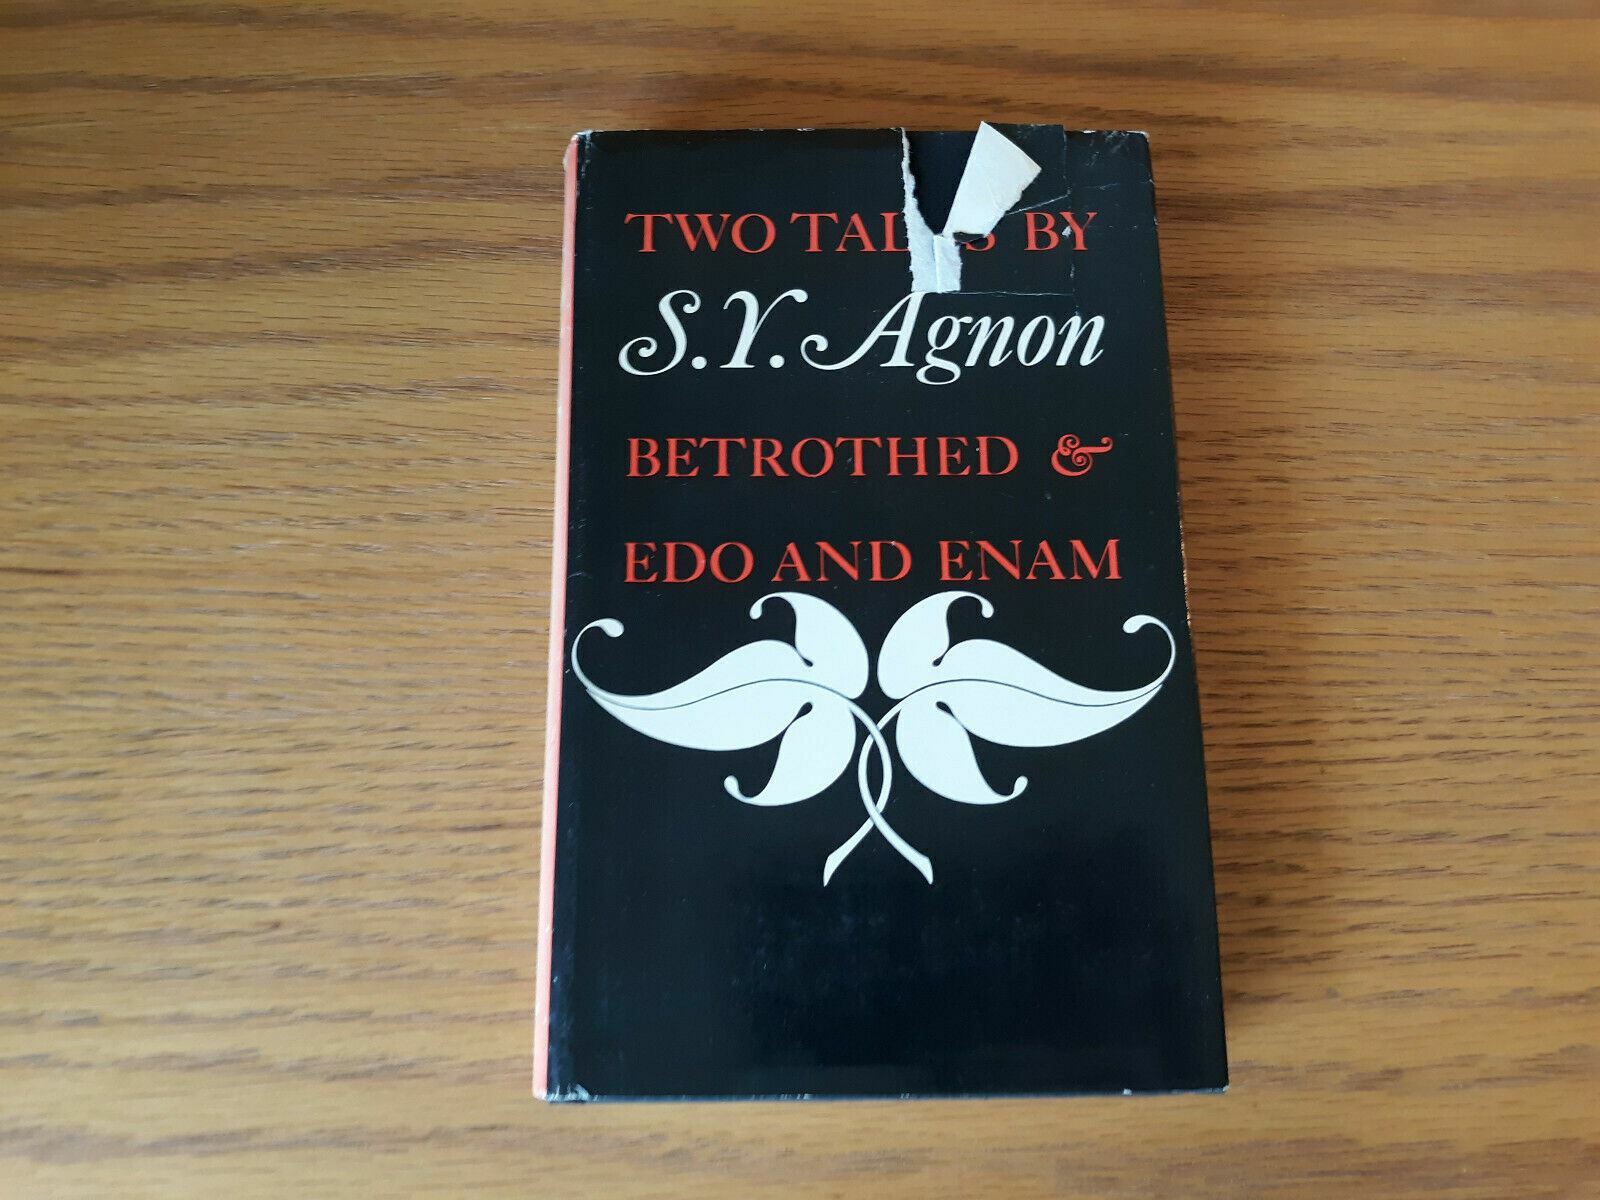 TWO TALES BY
S.Y. Agnon
BETROTHED &
EDO AND ENAM